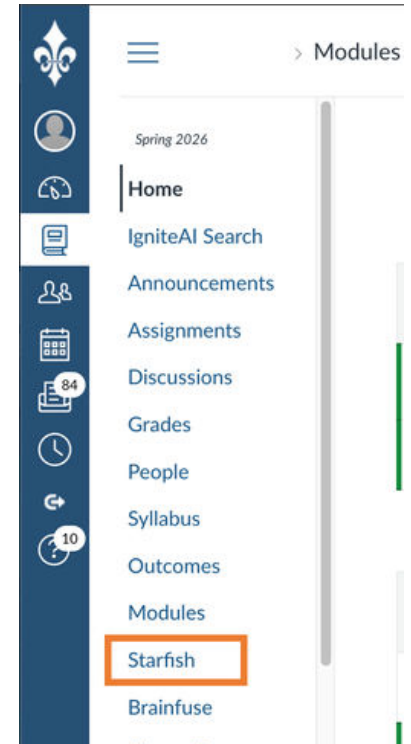 > Modules
Spring 2026
Home
IgniteAI Search
Announcements
Assignments
Discussions
84
Grades
People
Syllabus
10
Outcomes
Modules
Starfish
Brainfuse